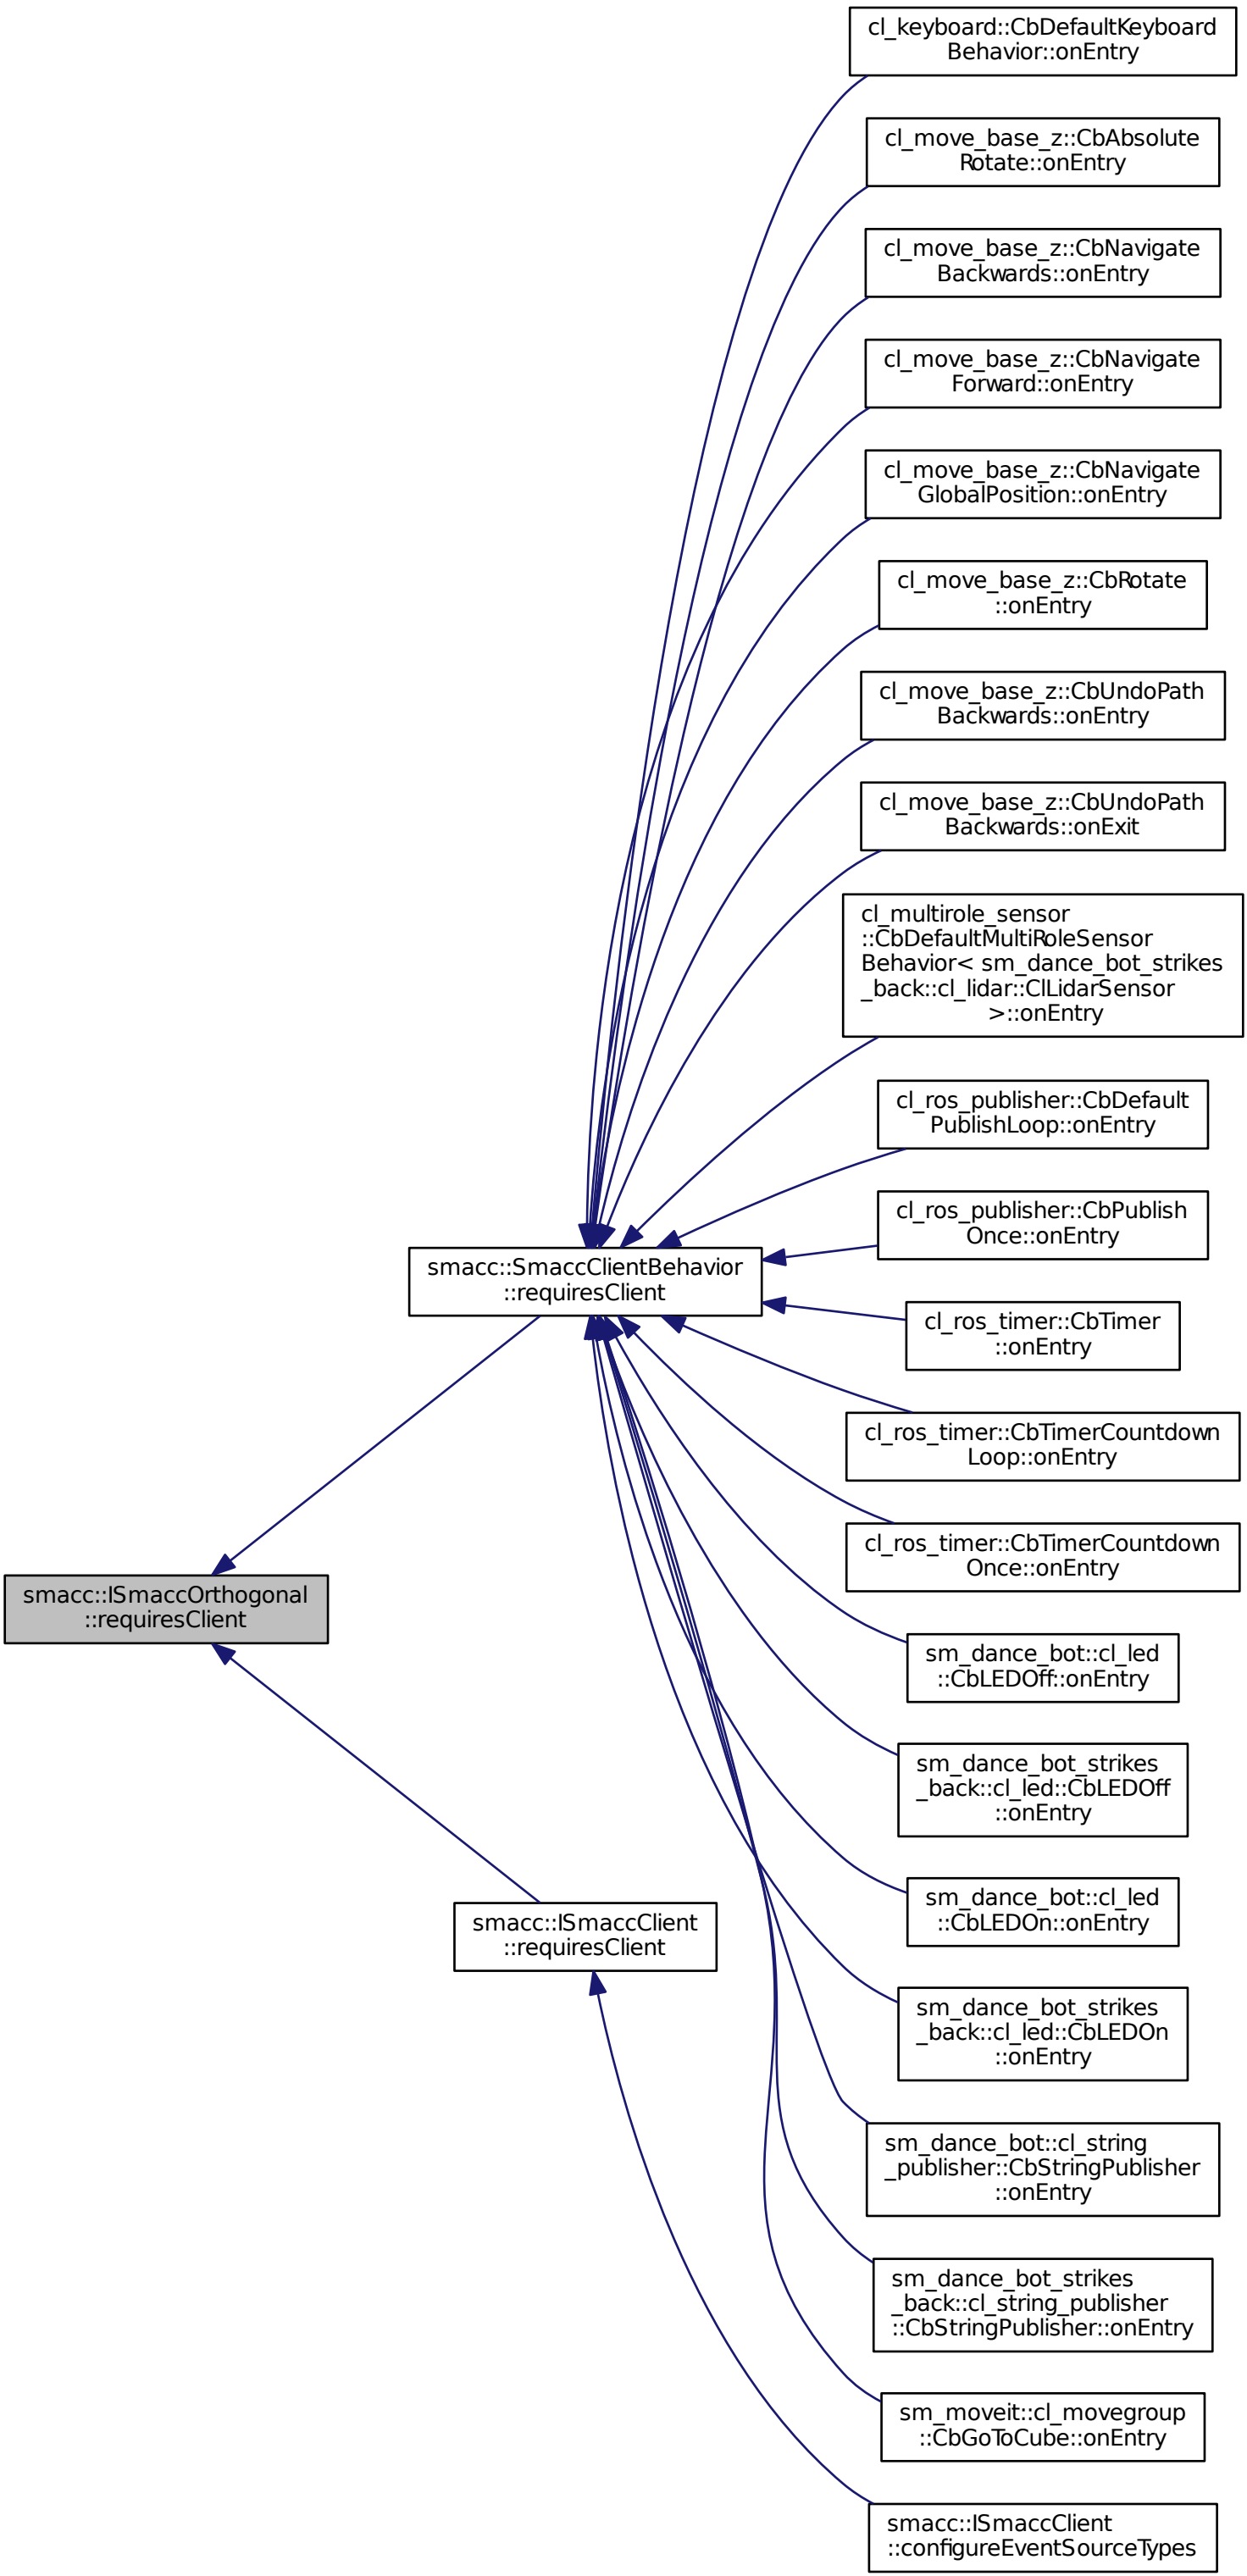 cl_keyboard::CbDefaultKeyboard
Behavior::onEntry
cl_move_base_z::CbAbsolute
Rotate::onEntry
cl_move_base_z::CbNavigate
Backwards::onEntry
cl_move_base_z::CbNavigate
Forward::onEntry
cl_move_base_z::CbNavigate
GlobalPosition::onEntry
cl_move_base_z::CbRotate
::onEntry
cl_move_base_z::CbUndoPath
Backwards::onEntry
cl_move_base_z::CbUndoPath
Backwards::onExit
cl_multirole_sensor
::CbDefaultMultiRoleSensor
Behavior< sm_dance_bot_strikes
_back::cl_lidar::ClLidarSensor
>::onEntry
cl_ros_publisher::CbDefault
PublishLoop::onEntry
cl_ros_publisher::CbPublish
Once::onEntry
smacc::SmaccClientBehavior
::requiresClient
cl_ros_timer::CbTimer
::onEntry
cl_ros_timer::CbTimerCountdown
Loop::onEntry
cl_ros_timer::CbTimerCountdown
Once::onEntry
smacc::ISmaccOrthogonal
::requiresClient
sm_dance_bot::cl_led
::CbLEDOff::onEntry
sm_dance_bot_strikes
_back::cl_led::CbLEDOff
::onEntry
sm_dance_bot::cl_led
::CbLEDOn::onEntry
smacc::ISmaccClient
::requiresClient
sm_dance_bot_strikes
_back::cl_led::CbLEDOn
::onEntry
sm_dance_bot::cl_string
_publisher::CbStringPublisher
::onEntry
sm_dance_bot_strikes
_back::cl_string_publisher
::CbStringPublisher::onEntry
sm_moveit::cl_movegroup
::CbGoToCube::onEntry
smacc::ISmaccClient
::configureEventSourceTypes